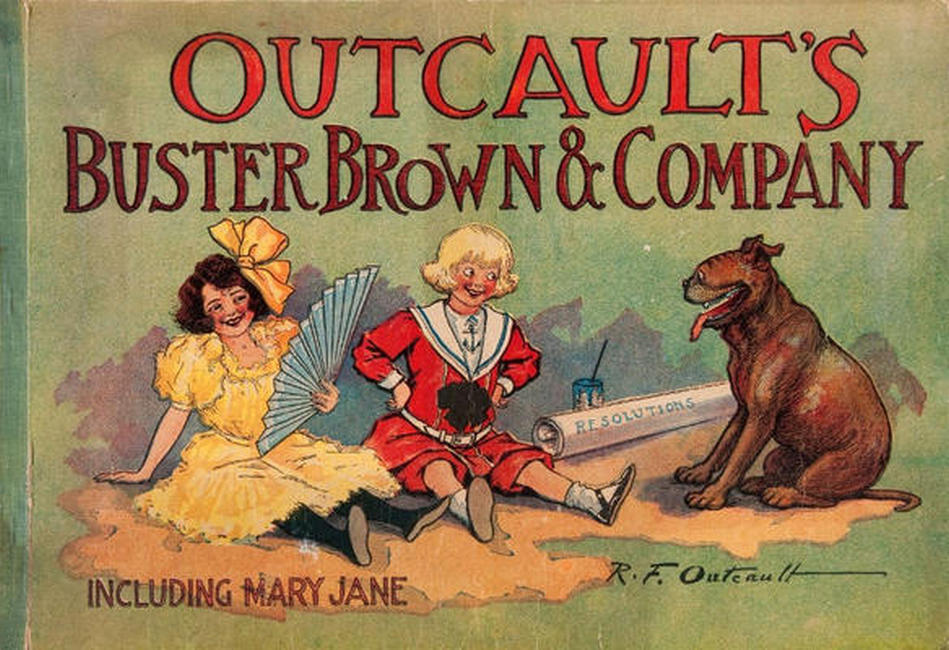 OUTCAULT'S
BUSTER BROWN & COMPANY
RESOLUTIONS
R. F. Outcault
INCLUDING MARY JANE